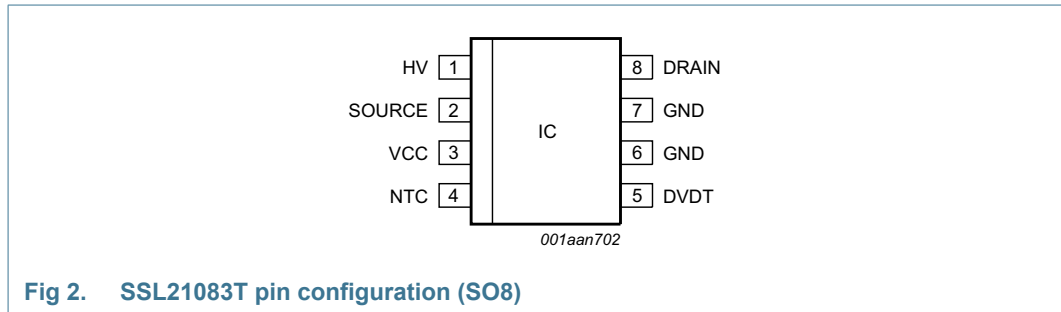 HV 1 8 DRAIN
SOURCE 2 7 GND
IC
VCC 3 6 GND
NTC 4 5 DVDT
001aan702
Fig 2. SSL21083T pin configuration (SO8)